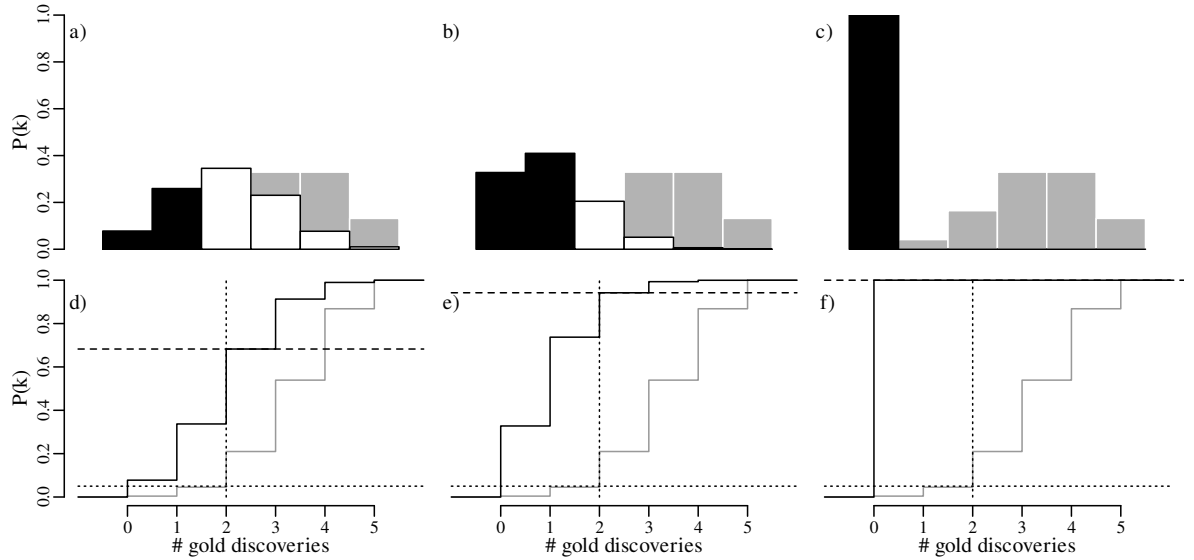 a)
b)
c)
P(k)
0.0 0.2 0.4 0.6 0.8 1.0
d)
e)
f)
P(k)
0.0 0.2 0.4 0.6 0.8 1.0
0 1 2 3 4 5
0 1 2 3 4 5
0 1 2 3 4 5
# gold discoveries
# gold discoveries
# gold discoveries